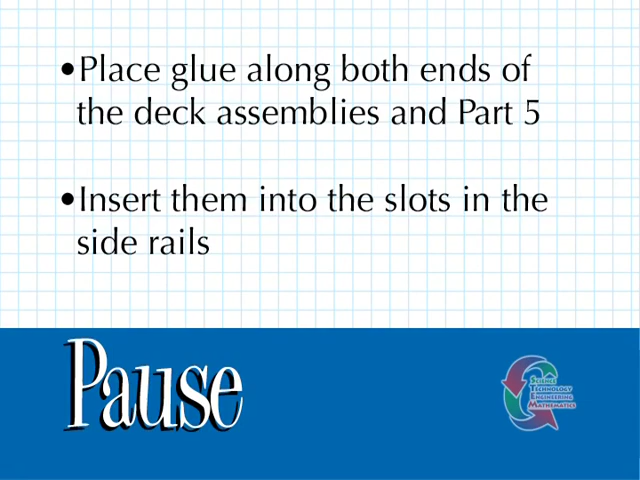 •Place glue along both ends of
the deck assemblies and Part 5
•Insert them into the slots in the
side rails
Pause
Science
Technology
Engineering
Mathematics